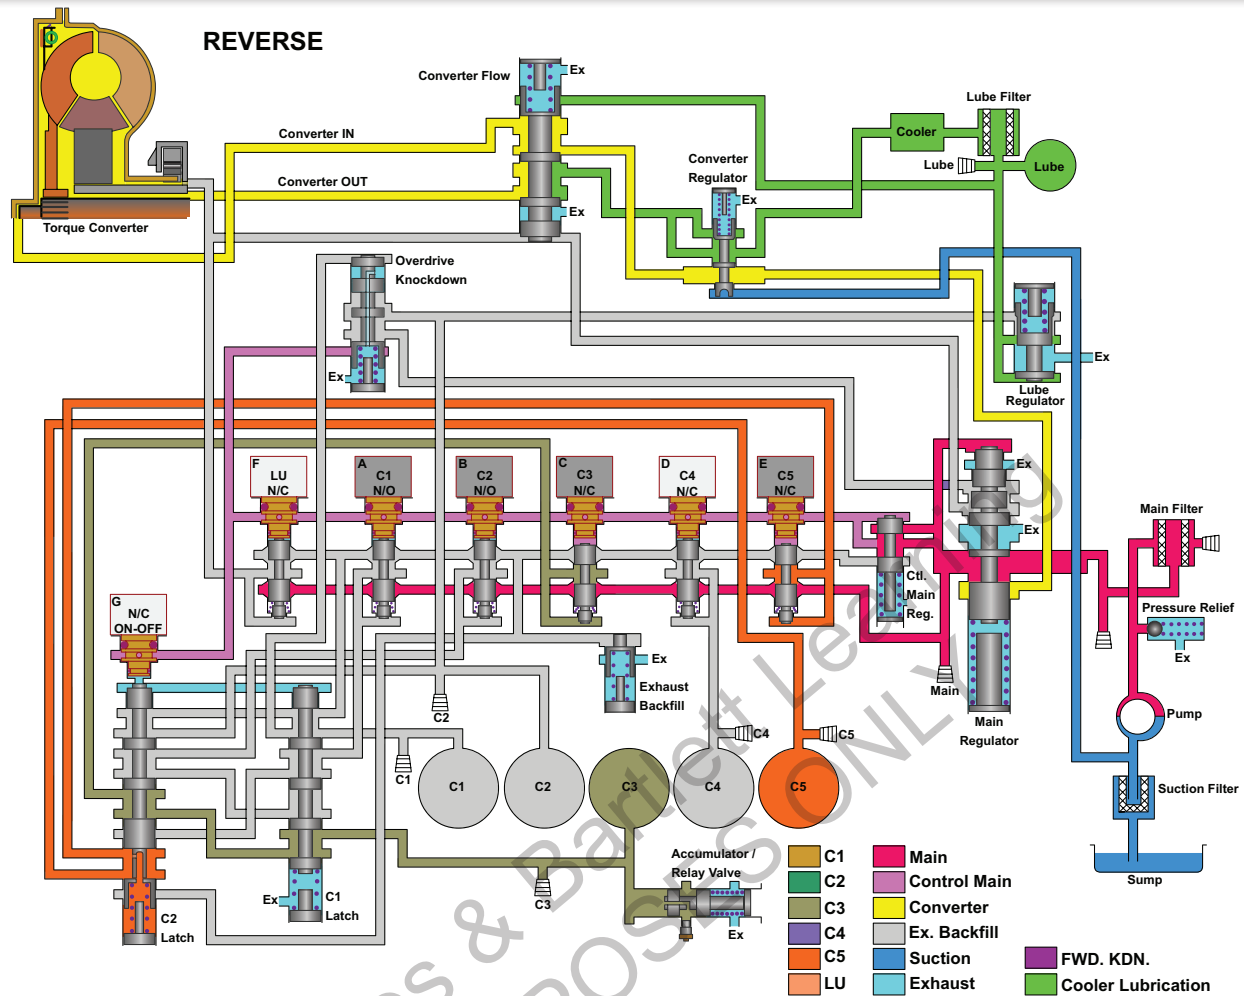 REVERSE
Converter Flow
Ex
Lube Filter
Cooler
Converter IN
Converter
Regulator
Lube
Lube
Converter OUT
Ex
Ex
Torque Converter
Overdrive
Knockdown
Ex
Ex
Lube
Regulator
F
LU
N/C
A
C1
N/O
B
C2
N/O
C
C3
N/C
D
C4
N/C
E
C5
N/C
Ex
Ex
Main Filter
Ctl.
Main
Reg.
G
N/C
ON-OFF
Pressure Relief
Ex
Ex
Exhaust
Backfill
Main
C2
Main
Regulator
Pump
C4
C5
C1
C1
C2
C3
C4
C5
Suction Filter
Accumulator /
Relay Valve
Sump
C3
Ex
C1
Latch
C2
Latch
Ex
C1
C2
C3
C4
C5
LU
Main
Control Main
Converter
Ex. Backfill
Suction
Exhaust
FWD. KDN.
Cooler Lubrication
& Bartlett Learning
POSES ONLY